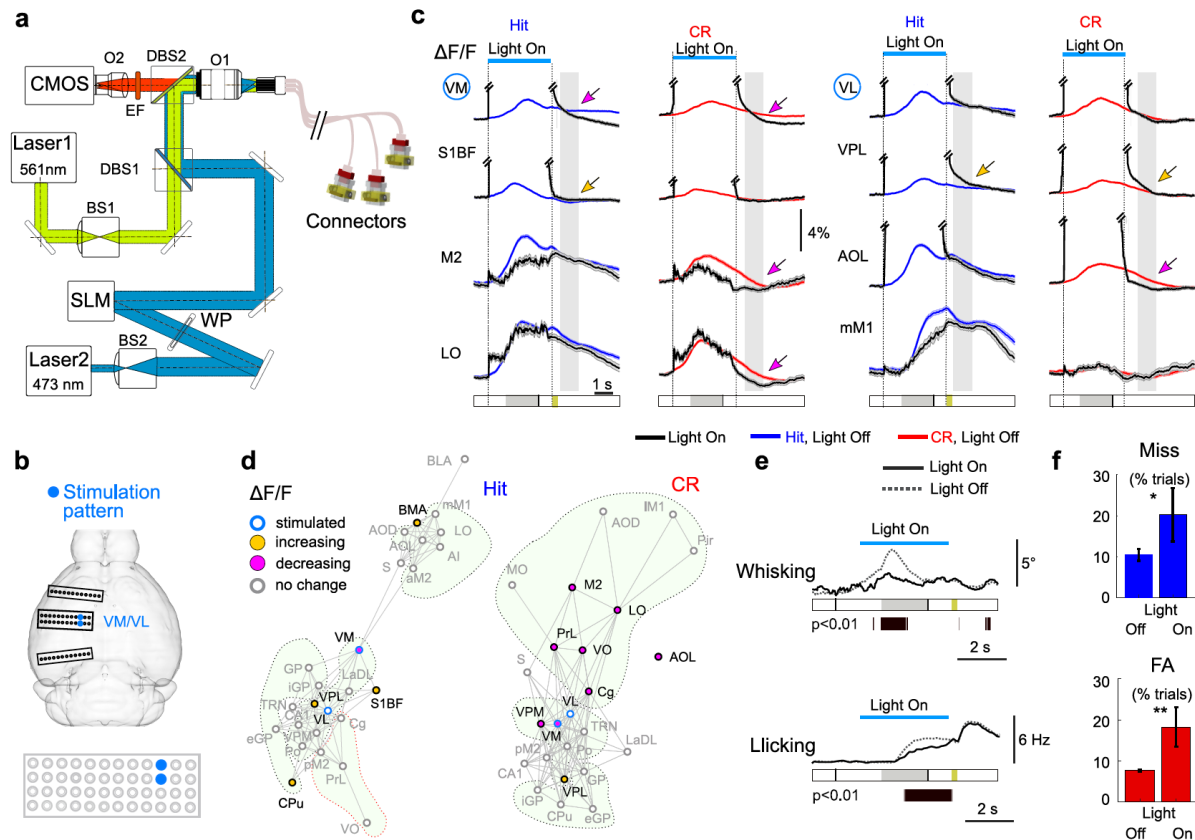 a
O2
DBS2
O1
CMOS
EF
Laser1
561nm
DBS1
BS1
Connectors
SLM
WP
Laser2
473 nm
BS2
b
Stimulation
pattern
VM/VL
c
Hit
CR
Hit
CR
ΔF/F
Light On
Light On
Light On
Light On
VM
VL
S1BF
VPL
4%
M2
AOL
LO
mM1
1 s
Light On
Hit, Light Off
CR, Light Off
d
ΔF/F
stimulated
increasing
decreasing
no change
Hit
CR
BLA
BMA
mM1
AOD
LO
AOL
AI
S
aM2
VM
GP
iGP
LaDL
VPL
S1BF
TRN
CA1
VL
Cg
eGP
VPM
Po
pM2
PrL
CPu
VO
AOD
Pir
MO
M2
LO
PrL
VO
AOL
S
Cg
VL
VPM
TRN
VM
pM2
Po
LaDL
CA1
GP
VPL
iGP
CPu
eGP
e
Light On
Light Off
Light On
Whisking
5°
p<0.01
2 s
Light On
Llicking
6 Hz
p<0.01
2 s
f
Miss
30
(% trials)
*
20
10
0
Light
Off
On
FA
30
(% trials)
**
20
10
0
Light
Off
On